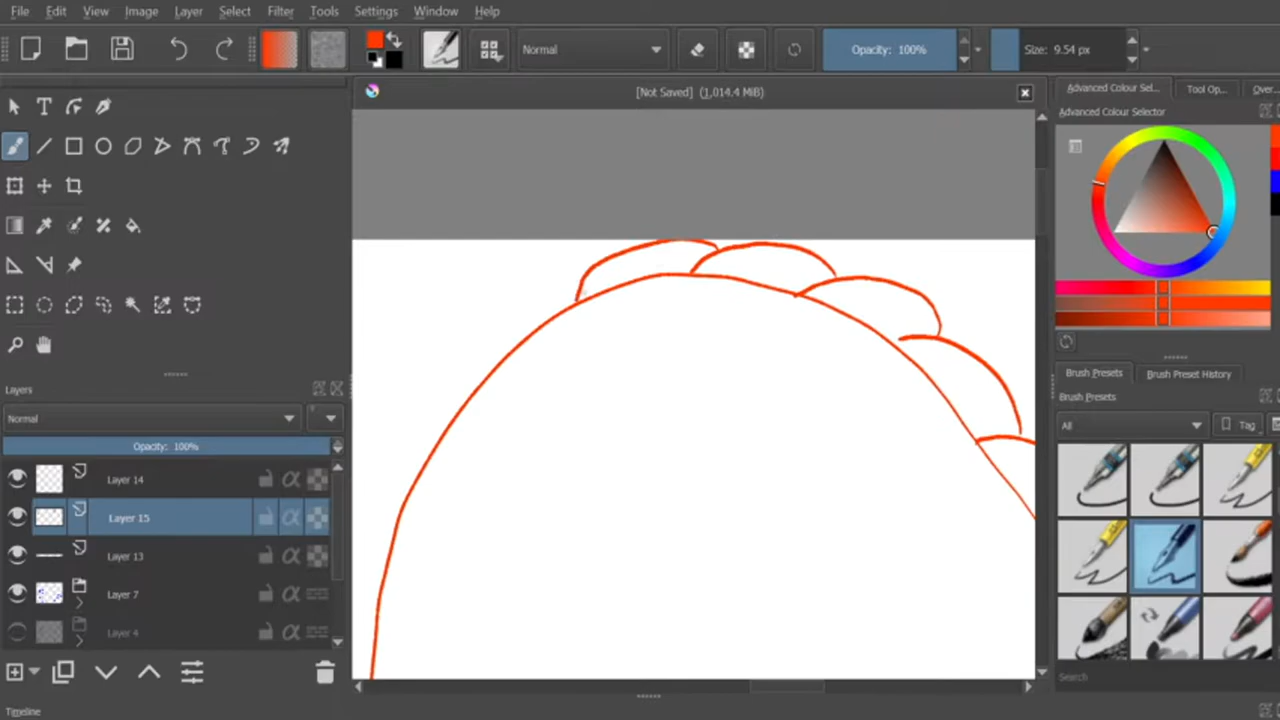 File Edit View Image Layer Select Filter Tools Settings Window Help
Normal Opacity: 100% Size: 9.54 px
[Not Saved] (1,014.4 MiB)
Advanced Colour Sel... Tool Op... Over...
Advanced Colour Selector
Layers
Normal
Opacity: 100%
Layer 14
Layer 15
Layer 13
Layer 7
Layer 4
Brush Presets Brush Preset History
Brush Presets
All Tag
Search
Timeline